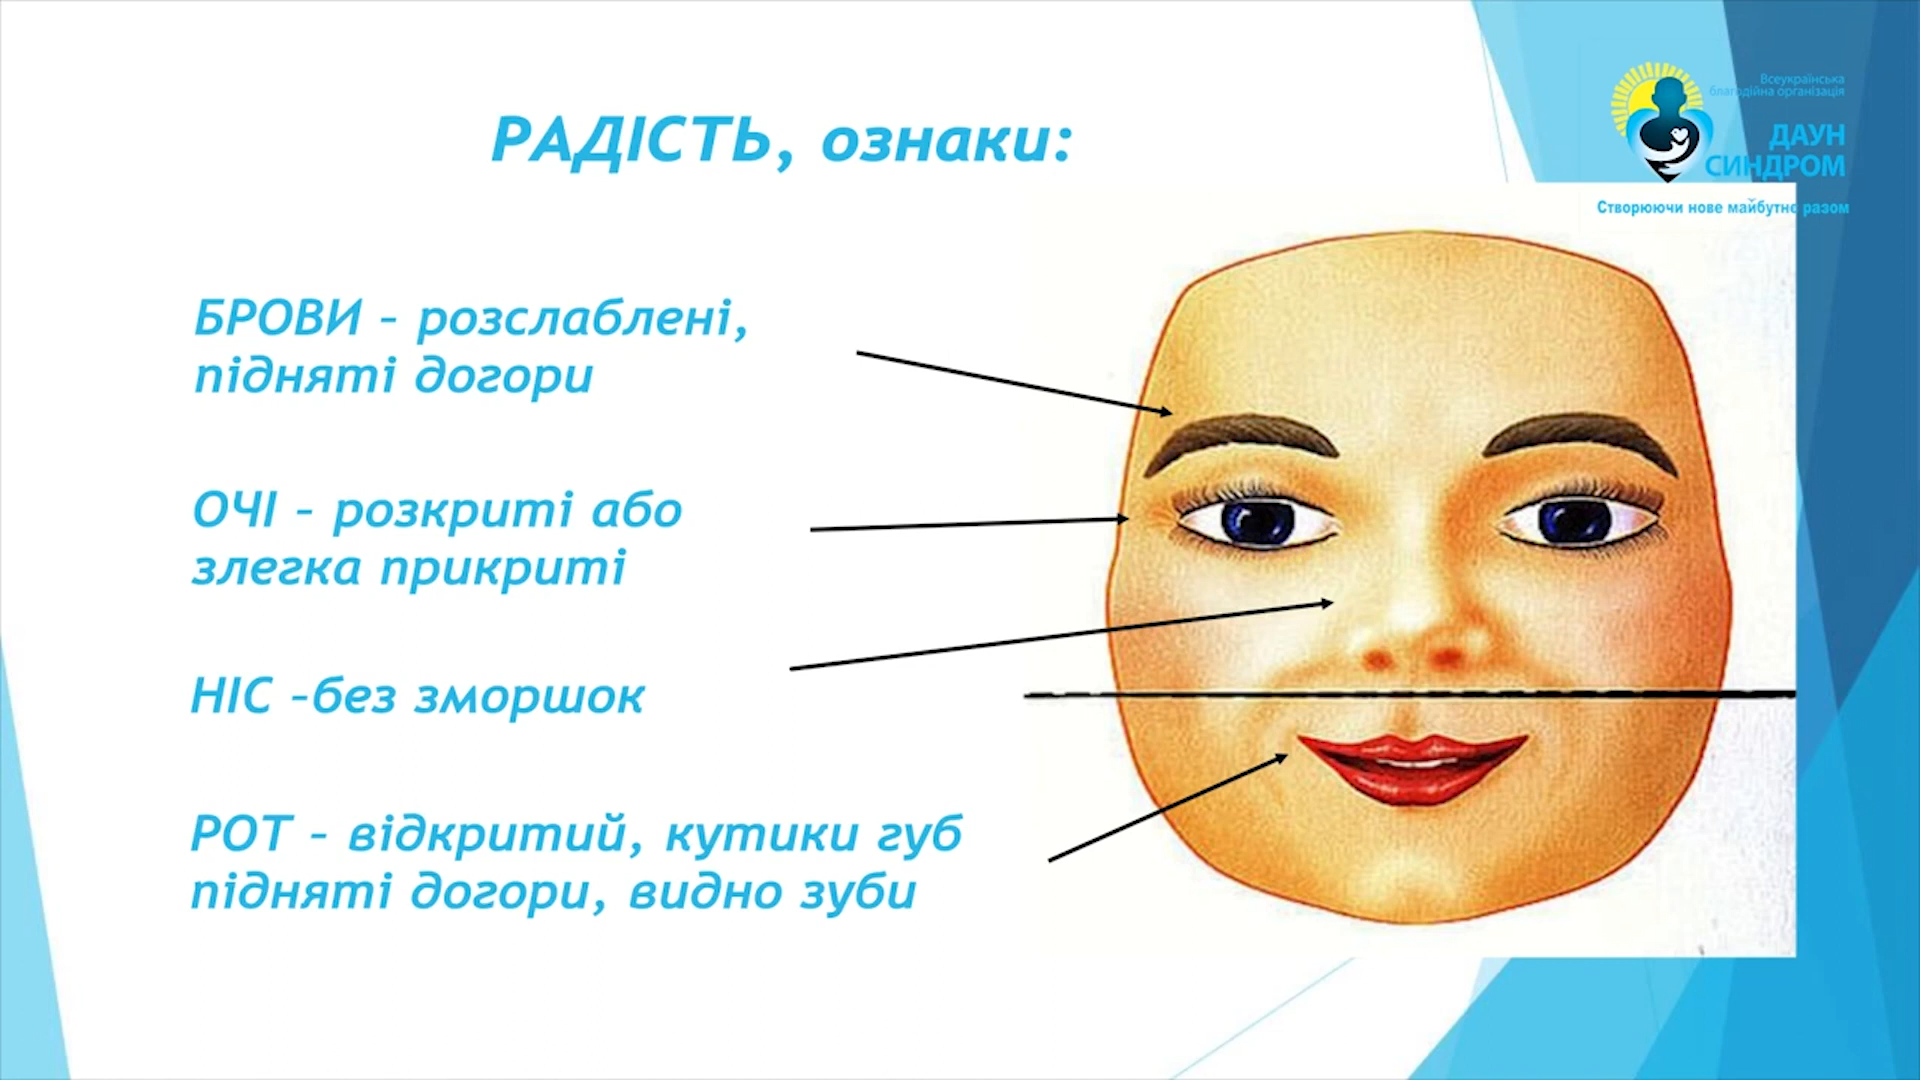 Всеукраїнська
благодійна організація
ДАУН
СИНДРОМ
Створюючи нове майбутнє разом
РАДІСТЬ, ознаки:
БРОВИ – розслаблені,
підняті догори
ОЧІ – розкриті або
злегка прикриті
НІС –без зморшок
РОТ – відкритий, кутики губ
підняті догори, видно зуби